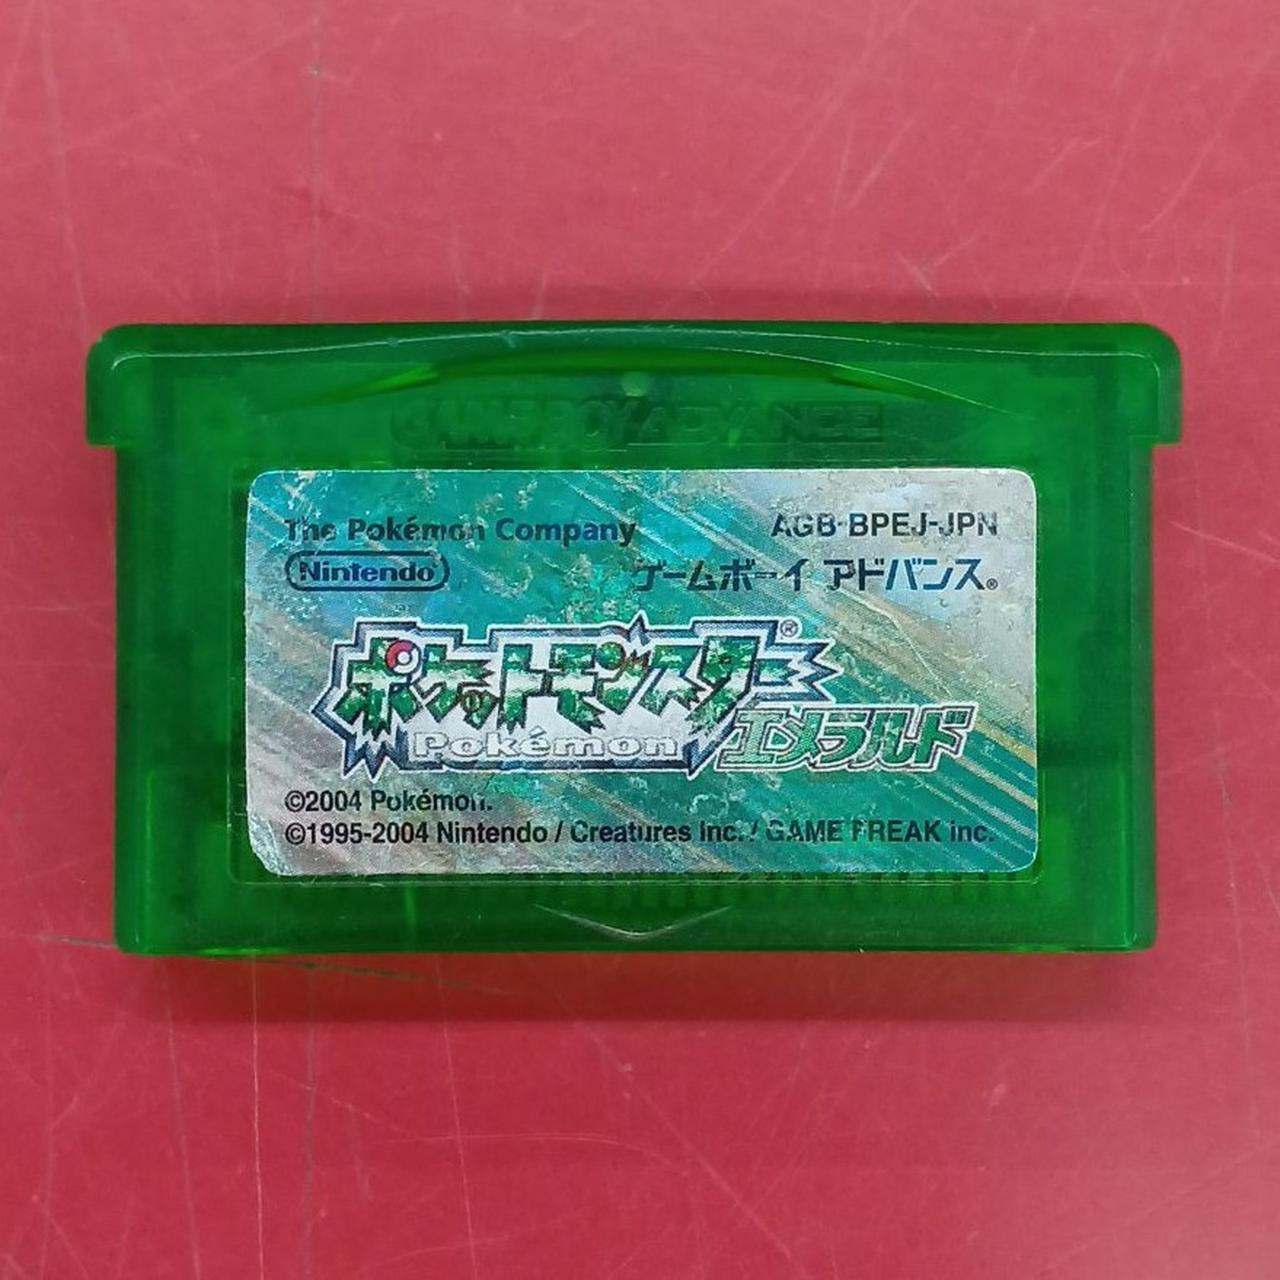 GAME BOY ADVANCE
The Pokémon Company AGB-BPEJ-JPN
Nintendo ゲームボーイ アドバンス®
ポケットモンスター®
Pokémon エメラルド
©2004 Pokémon.
©1995-2004 Nintendo / Creatures inc. / GAME FREAK inc.